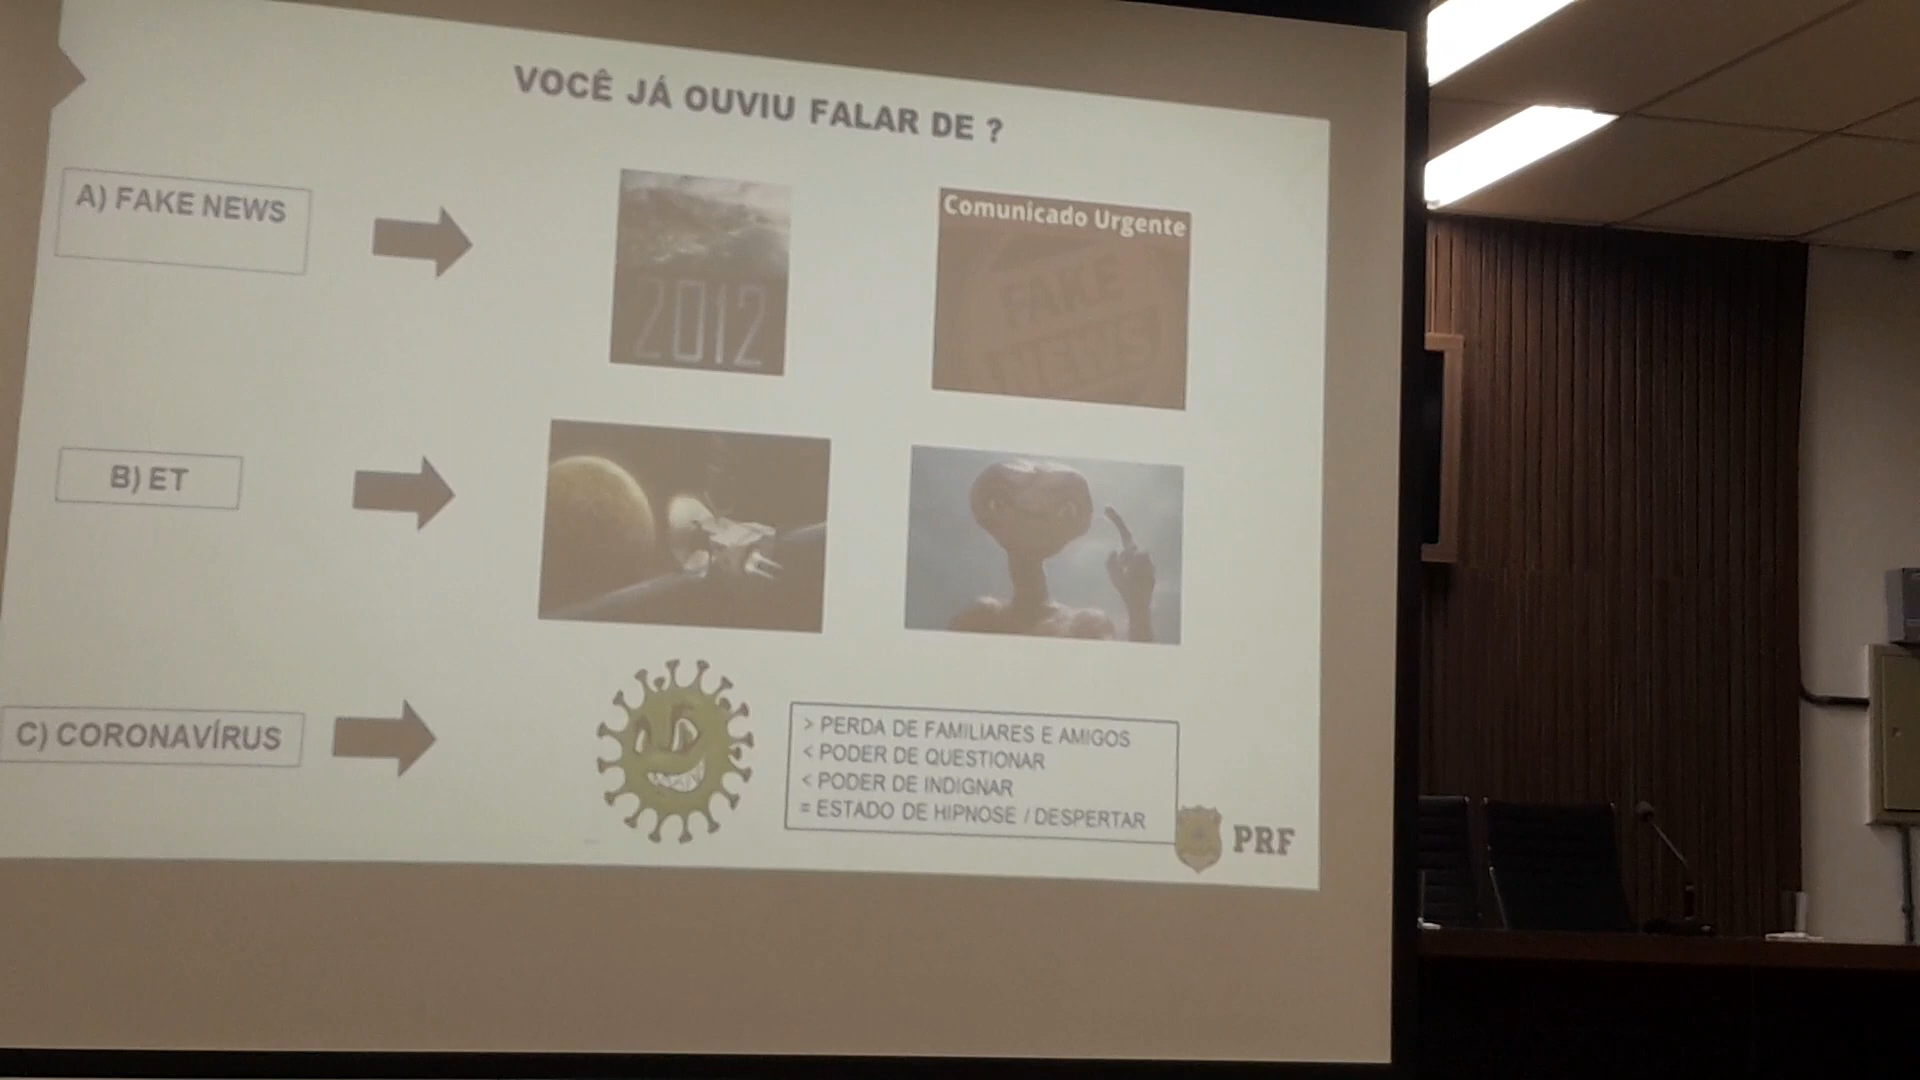 VOCÊ JÁ OUVIU FALAR DE ?
A) FAKE NEWS
2012
Comunicado Urgente
FAKE
NEWS
B) ET
C) CORONAVÍRUS
> PERDA DE FAMILIARES E AMIGOS
< PODER DE QUESTIONAR
< PODER DE INDIGNAR
= ESTADO DE HIPNOSE / DESPERTAR
PRF